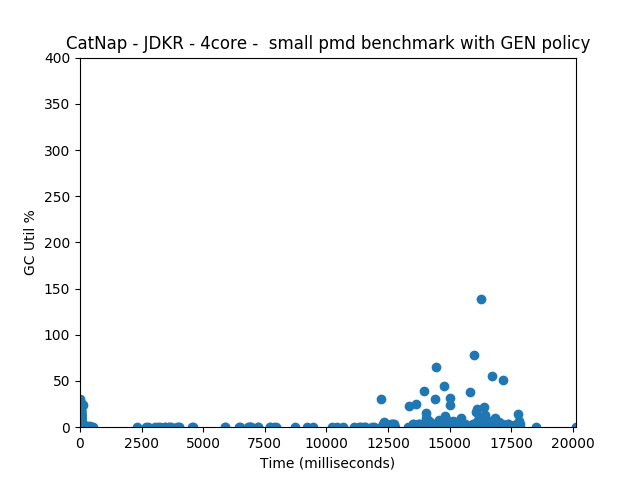 CatNap - JDKR - 4core -  small pmd benchmark with GEN policy
400
350
300
250
200
150
100
50
0
GC Util %
0 2500 5000 7500 10000 12500 15000 17500 20000
Time (milliseconds)